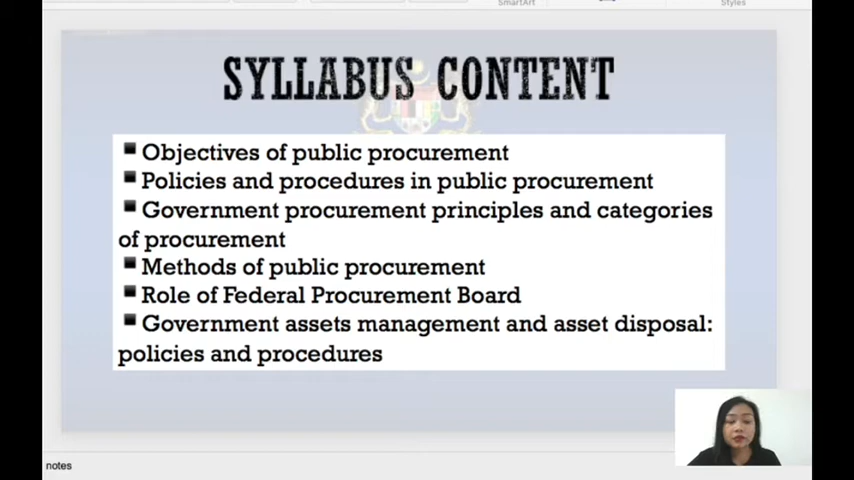 SmartArt
Styles
SYLLABUS CONTENT
▪ Objectives of public procurement
▪ Policies and procedures in public procurement
▪ Government procurement principles and categories
of procurement
▪ Methods of public procurement
▪ Role of Federal Procurement Board
▪ Government assets management and asset disposal:
policies and procedures
notes